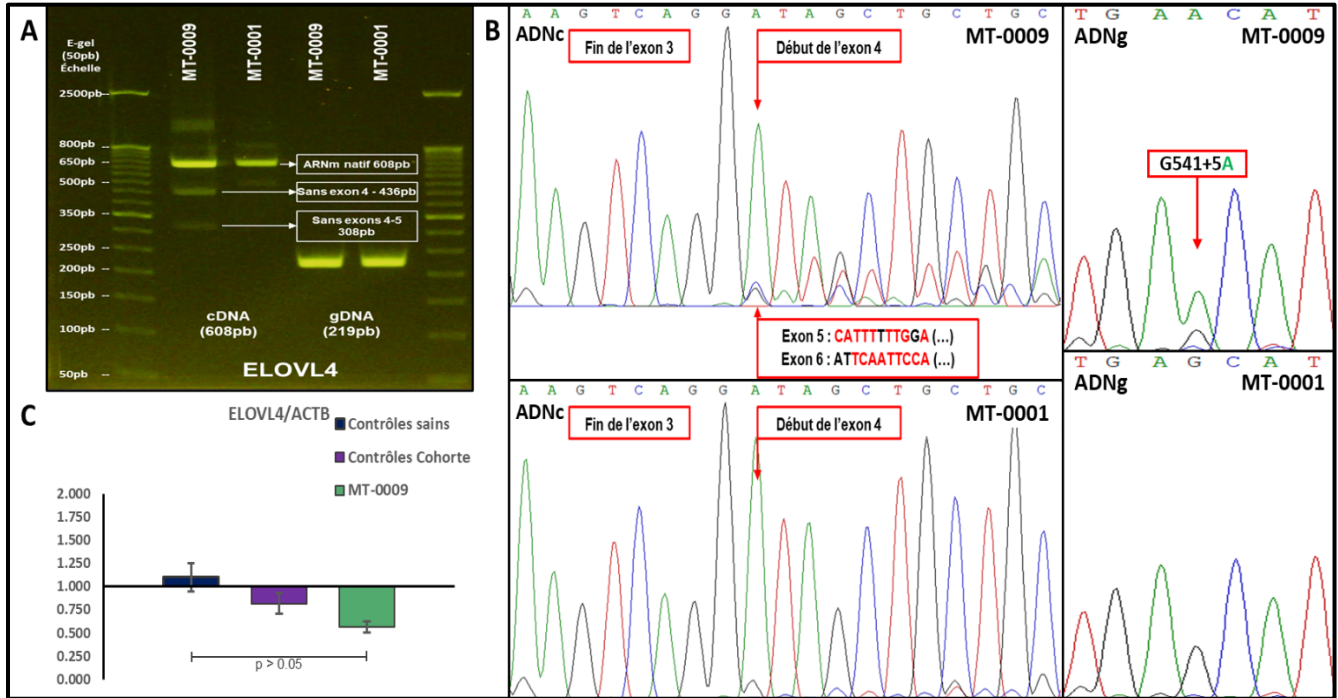 A
E-gel
(50pb)
Échelle
MT-0009
MT-0001
MT-0009
MT-0001
2500pb
800pb
650pb
500pb
350pb
250pb
200pb
150pb
100pb
50pb
ARNm natif 608pb
Sans exon 4 - 436pb
Sans exons 4-5
308pb
cDNA
(608pb)
gDNA
(219pb)
ELOVL4
B
A A G T C A G G A T A G C T G C T G C
ADNc
MT-0009
Fin de l'exon 3
Début de l'exon 4
Exon 5 : CATTTTTTGGA (...)
Exon 6 : ATTCAATTCCA (...)
T G A A C A T
ADNg
MT-0009
G541+5A
A A G T C A G G A T A G C T G C T G C
ADNc
MT-0001
Fin de l'exon 3
Début de l'exon 4
T G A G C A T
ADNg
MT-0001
C
ELOVL4/ACTB
Contrôles sains
Contrôles Cohorte
MT-0009
2.000
1.750
1.500
1.250
1.000
0.750
0.500
0.250
0.000
p > 0.05